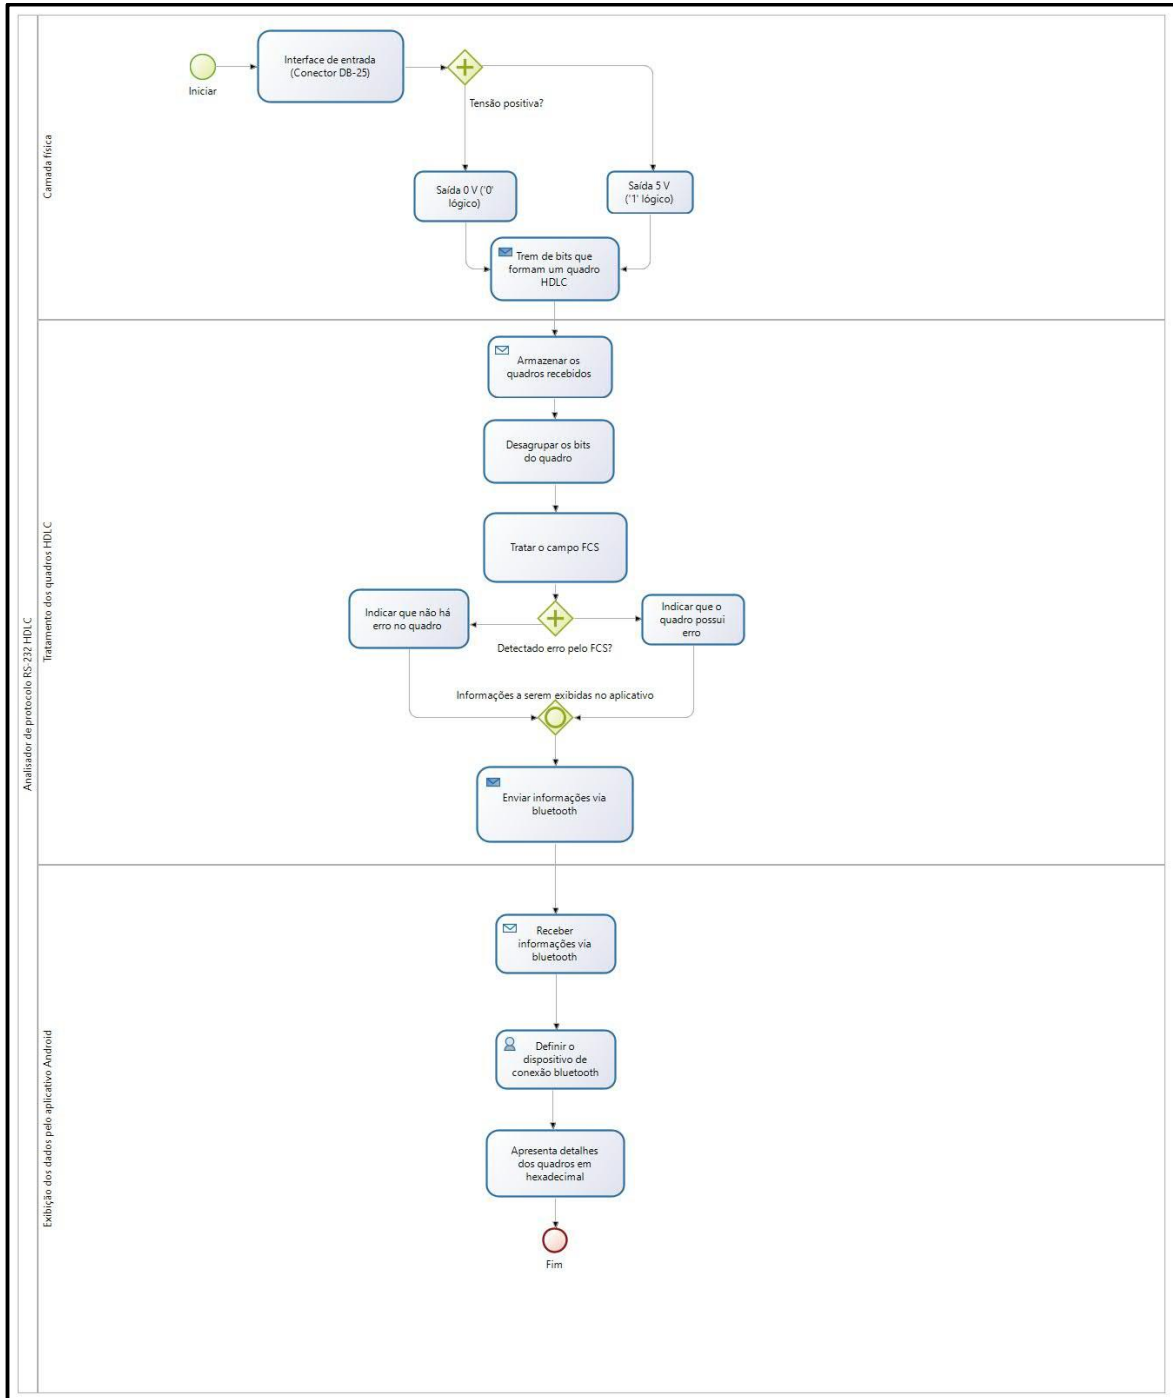 Analisador de protocolo RS-232 HDLC
Camada física
Iniciar
Interface de entrada
(Conector DB-25)
Tensão positiva?
Saída 0 V ('0'
lógico)
Saída 5 V
('1' lógico)
Trem de bits que
formam um quadro
HDLC
Tratamento dos quadros HDLC
Armazenar os
quadros recebidos
Desagrupar os bits
do quadro
Tratar o campo FCS
Indicar que não há
erro no quadro
Detectado erro pelo FCS?
Indicar que o
quadro possui
erro
Informações a serem exibidas no aplicativo
Enviar informações via
bluetooth
Exibição dos dados pelo aplicativo Android
Receber
informações via
bluetooth
Definir o
dispositivo de
conexão bluetooth
Apresenta detalhes
dos quadros em
hexadecimal
Fim